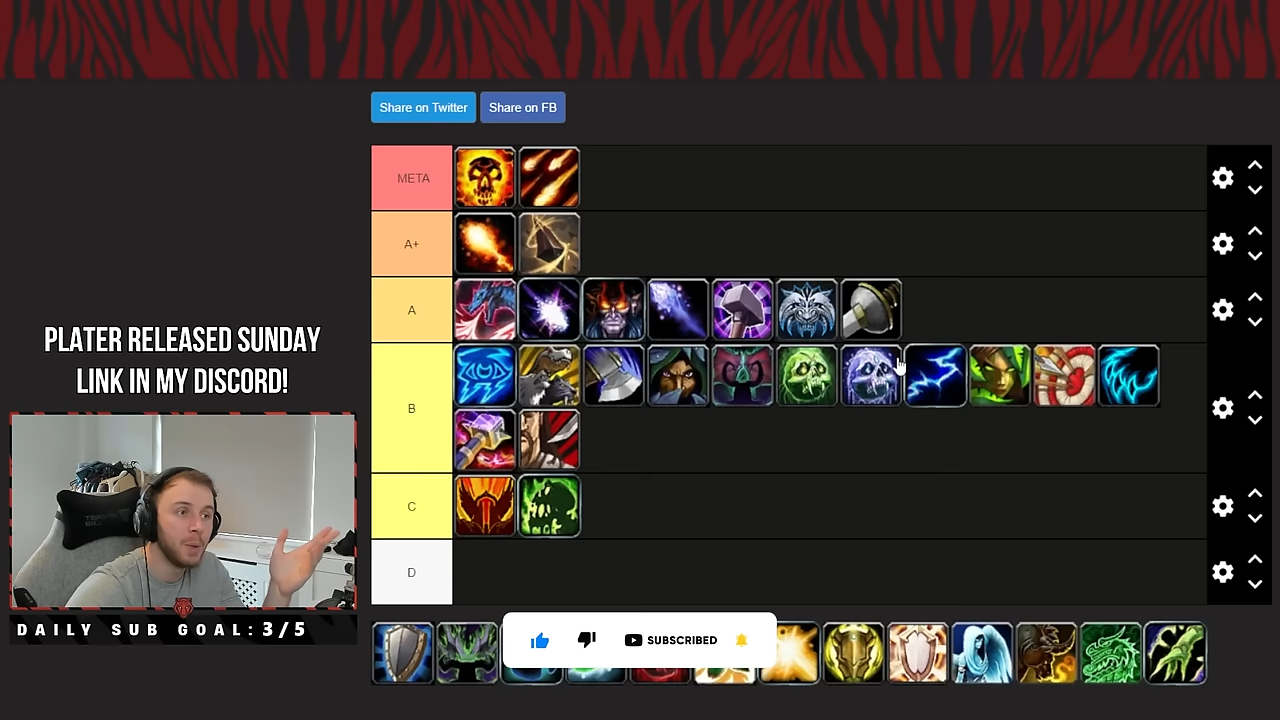 Share on Twitter
Share on FB
META
A+
A
B
C
D
PLATER RELEASED SUNDAY
LINK IN MY DISCORD!
DAILY SUB GOAL: 3/5
SUBSCRIBED